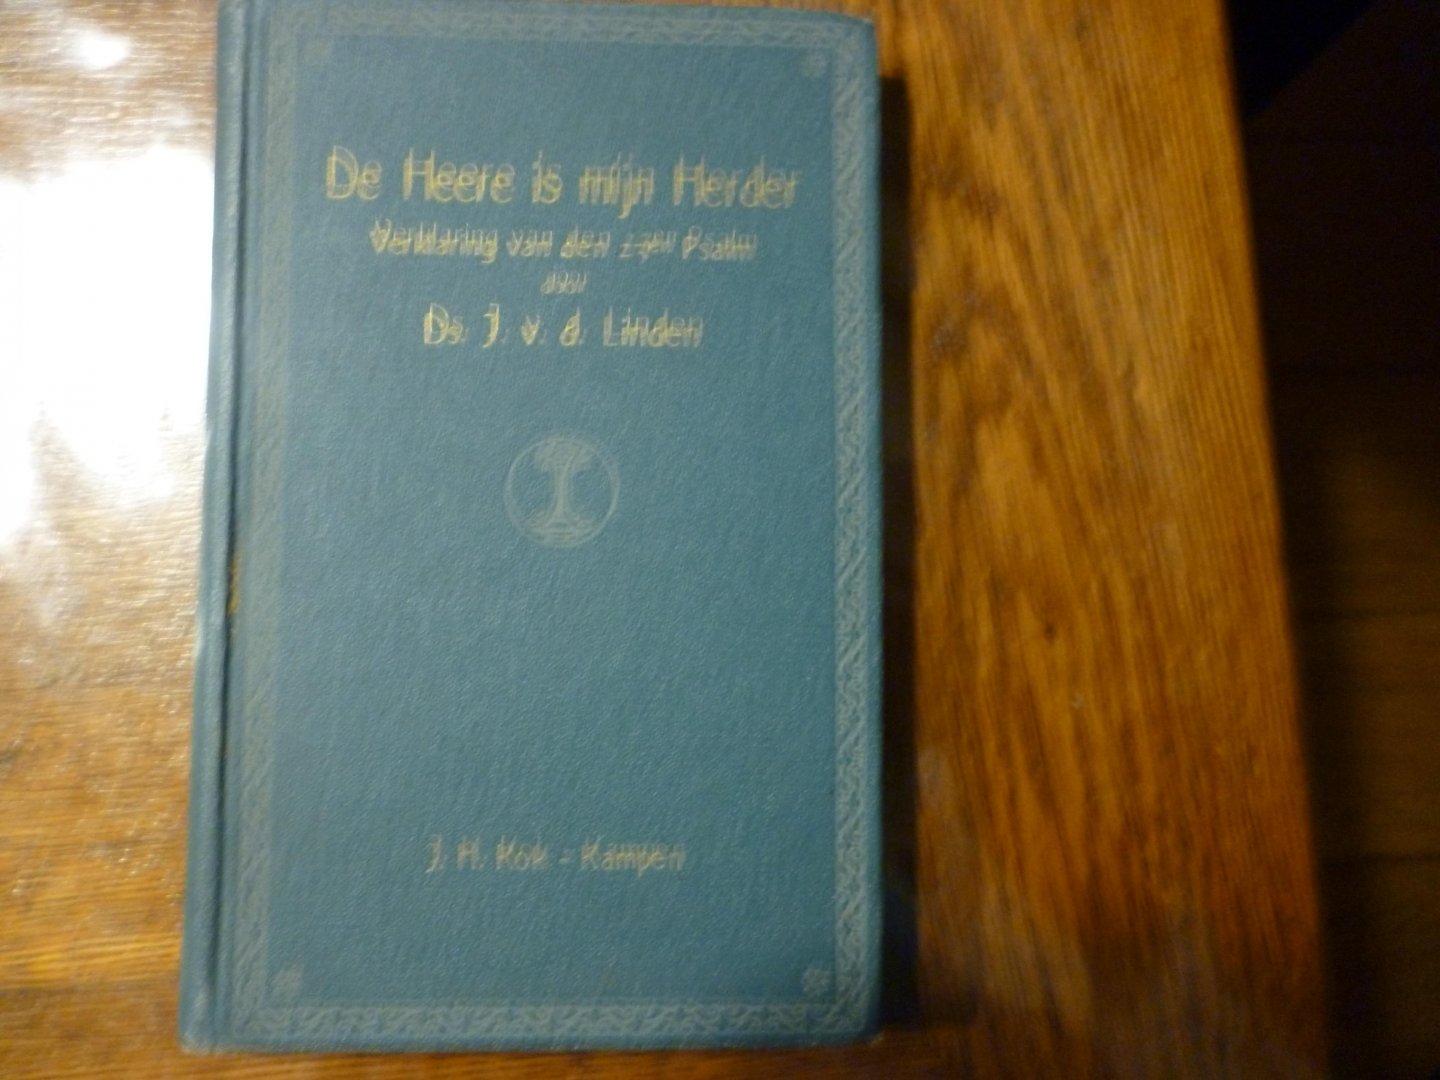 De Heere is mijn Herder
Verklaring van den 23en Psalm
door
Ds. J. v. d. Linden
J. H. Kok - Kampen